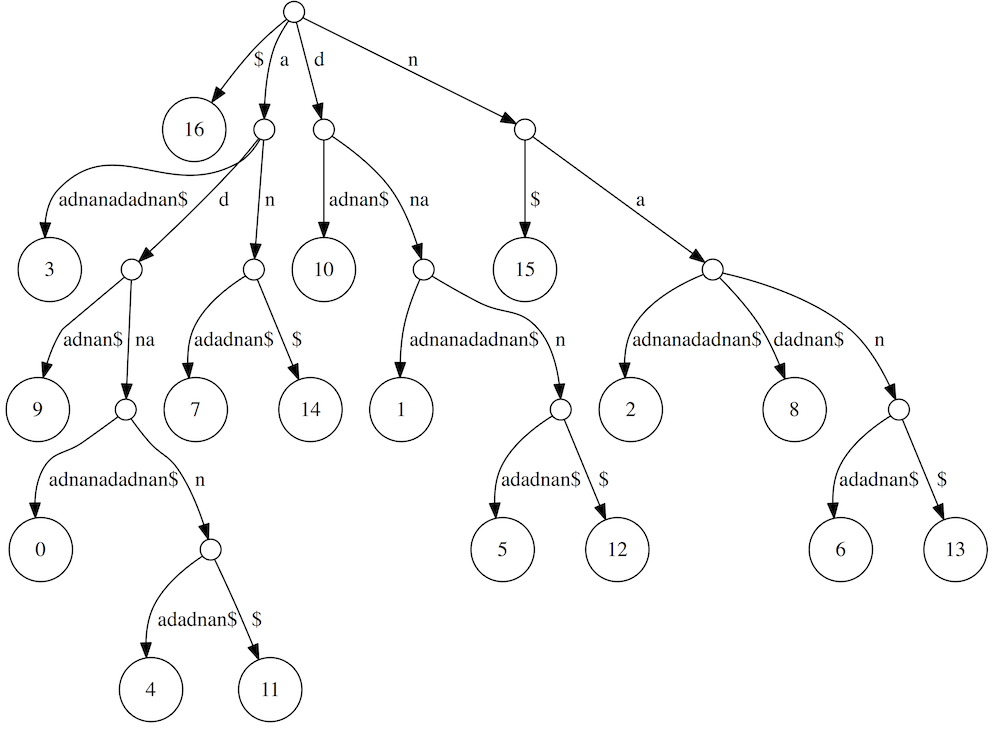 $ a d n
16
adnanadadnan$ d n adnan$ na $ a
3 10 15
adnan$ na adadnan$ $ adnanadadnan$ n adnanadadnan$ dadnan$ n
9 7 14 1 2 8
adnanadadnan$ n adadnan$ $ adadnan$ $
0 5 12 6 13
adadnan$ $
4 11